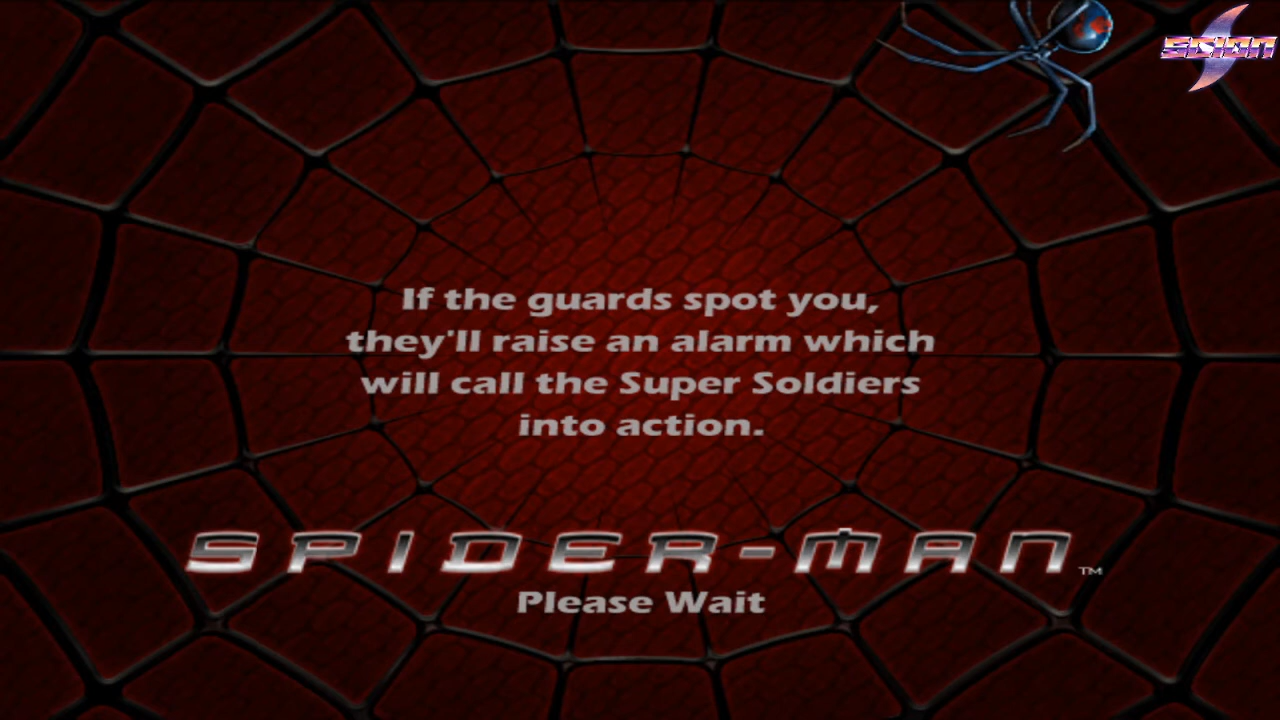 SCION
If the guards spot you,
they'll raise an alarm which
will call the Super Soldiers
into action.
SPIDER-MAN™
Please Wait